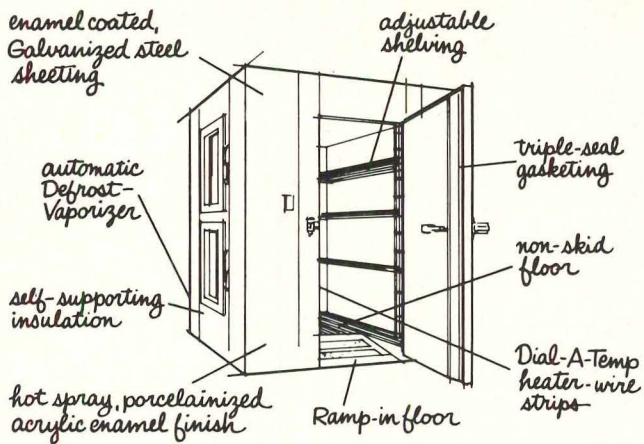 enamel coated,
Galvanized steel
sheeting
adjustable
shelving
automatic
Defrost-
Vaporizer
triple-seal
gasketing
self-supporting
insulation
non-skid
floor
hot spray, porcelainized
acrylic enamel finish
Ramp-in floor
Dial-A-Temp
heater-wire
strips